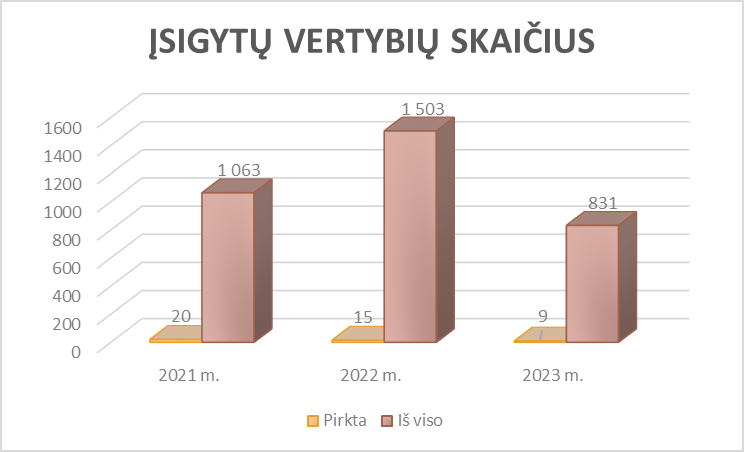 ĮSIGYTŲ VERTYBIŲ SKAIČIUS
1600
1400
1200
1000
800
600
400
200
0
20
1 063
15
1 503
9
831
2021 m.
2022 m.
2023 m.
Pirkta
Iš viso